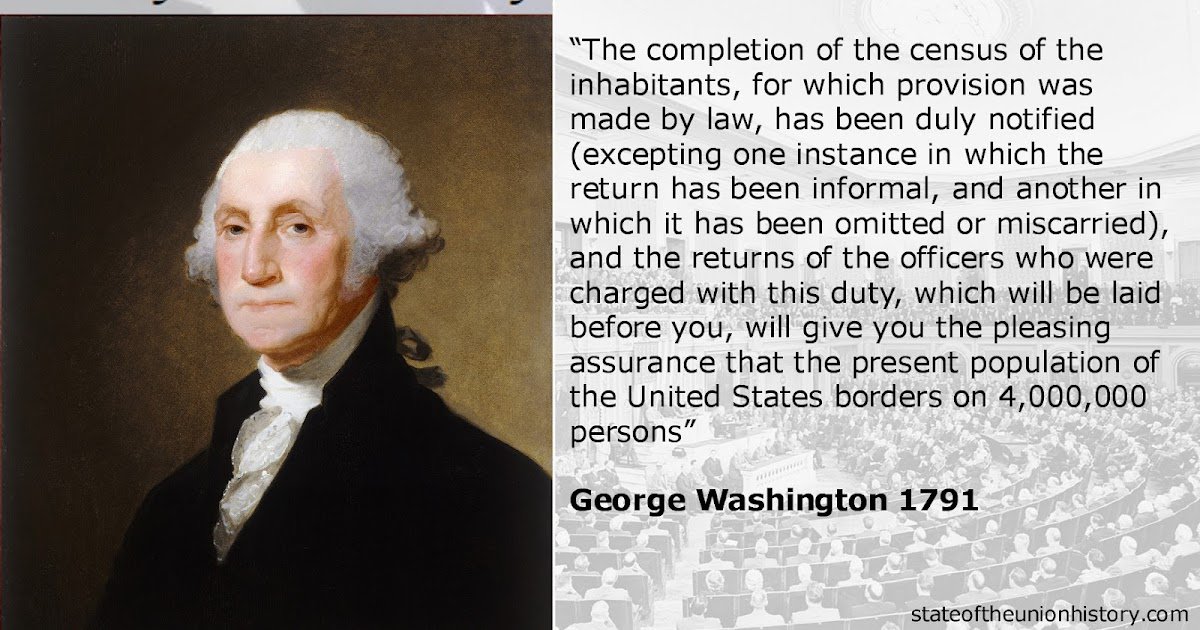 “The completion of the census of the
inhabitants, for which provision was
made by law, has been duly notified
(excepting one instance in which the
return has been informal, and another in
which it has been omitted or miscarried),
and the returns of the officers who were
charged with this duty, which will be laid
before you, will give you the pleasing
assurance that the present population of
the United States borders on 4,000,000
persons”
George Washington 1791
stateoftheunionhistory.com